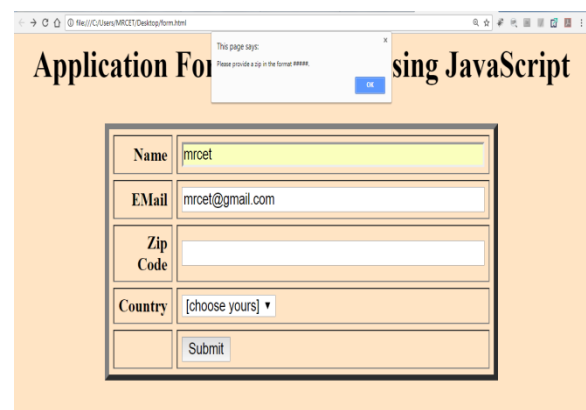 file:///C:/Users/MRCET/Desktop/form.html
This page says:
Please provide a zip in the format #####.
OK
Application For sing JavaScript
Name mrcet
EMail mrcet@gmail.com
Zip
Code
Country [choose yours]
Submit